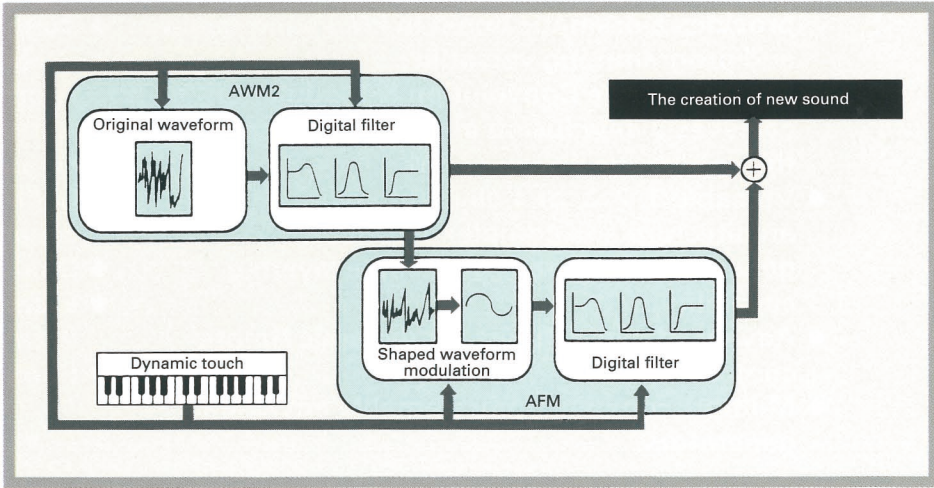 AWM2
The creation of new sound
Original waveform
Digital filter
+
Dynamic touch
Shaped waveform
modulation
Digital filter
AFM